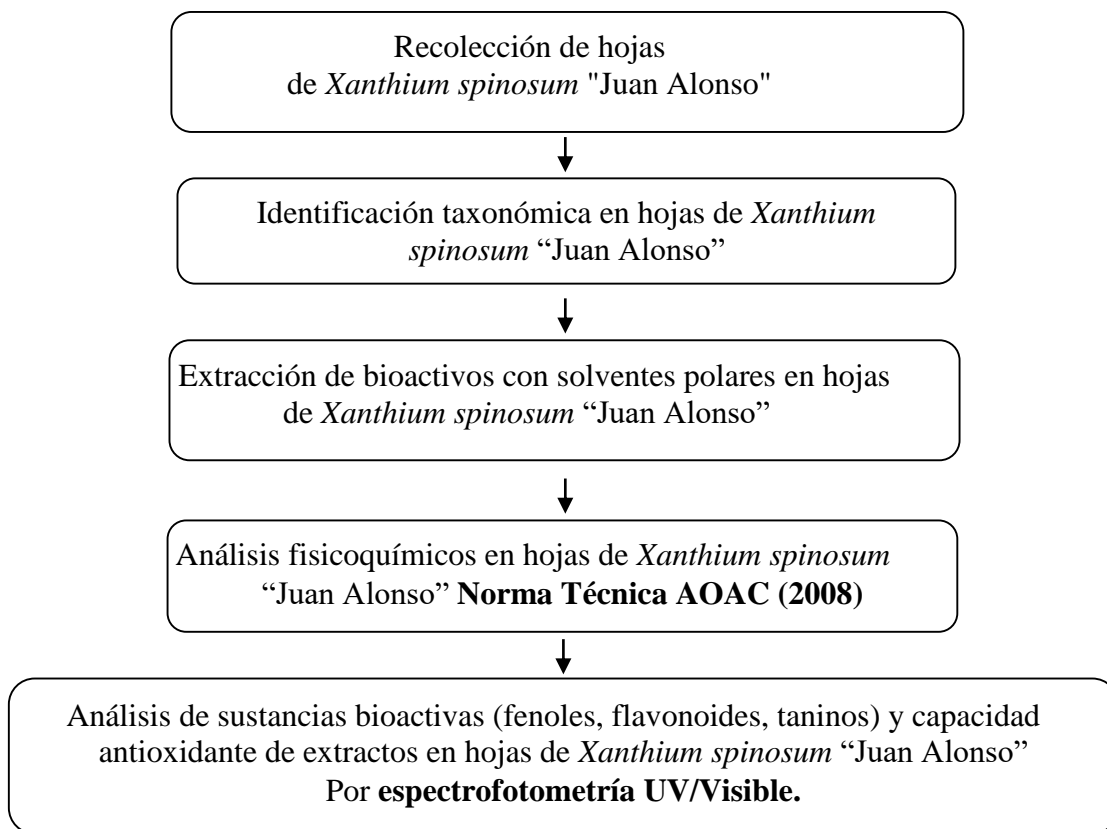 Recolección de hojas
de Xanthium spinosum "Juan Alonso"
Identificación taxonómica en hojas de Xanthium
spinosum “Juan Alonso”
Extracción de bioactivos con solventes polares en hojas
de Xanthium spinosum “Juan Alonso”
Análisis fisicoquímicos en hojas de Xanthium spinosum
“Juan Alonso” Norma Técnica AOAC (2008)
Análisis de sustancias bioactivas (fenoles, flavonoides, taninos) y capacidad
antioxidante de extractos en hojas de Xanthium spinosum “Juan Alonso”
Por espectrofotometría UV/Visible.